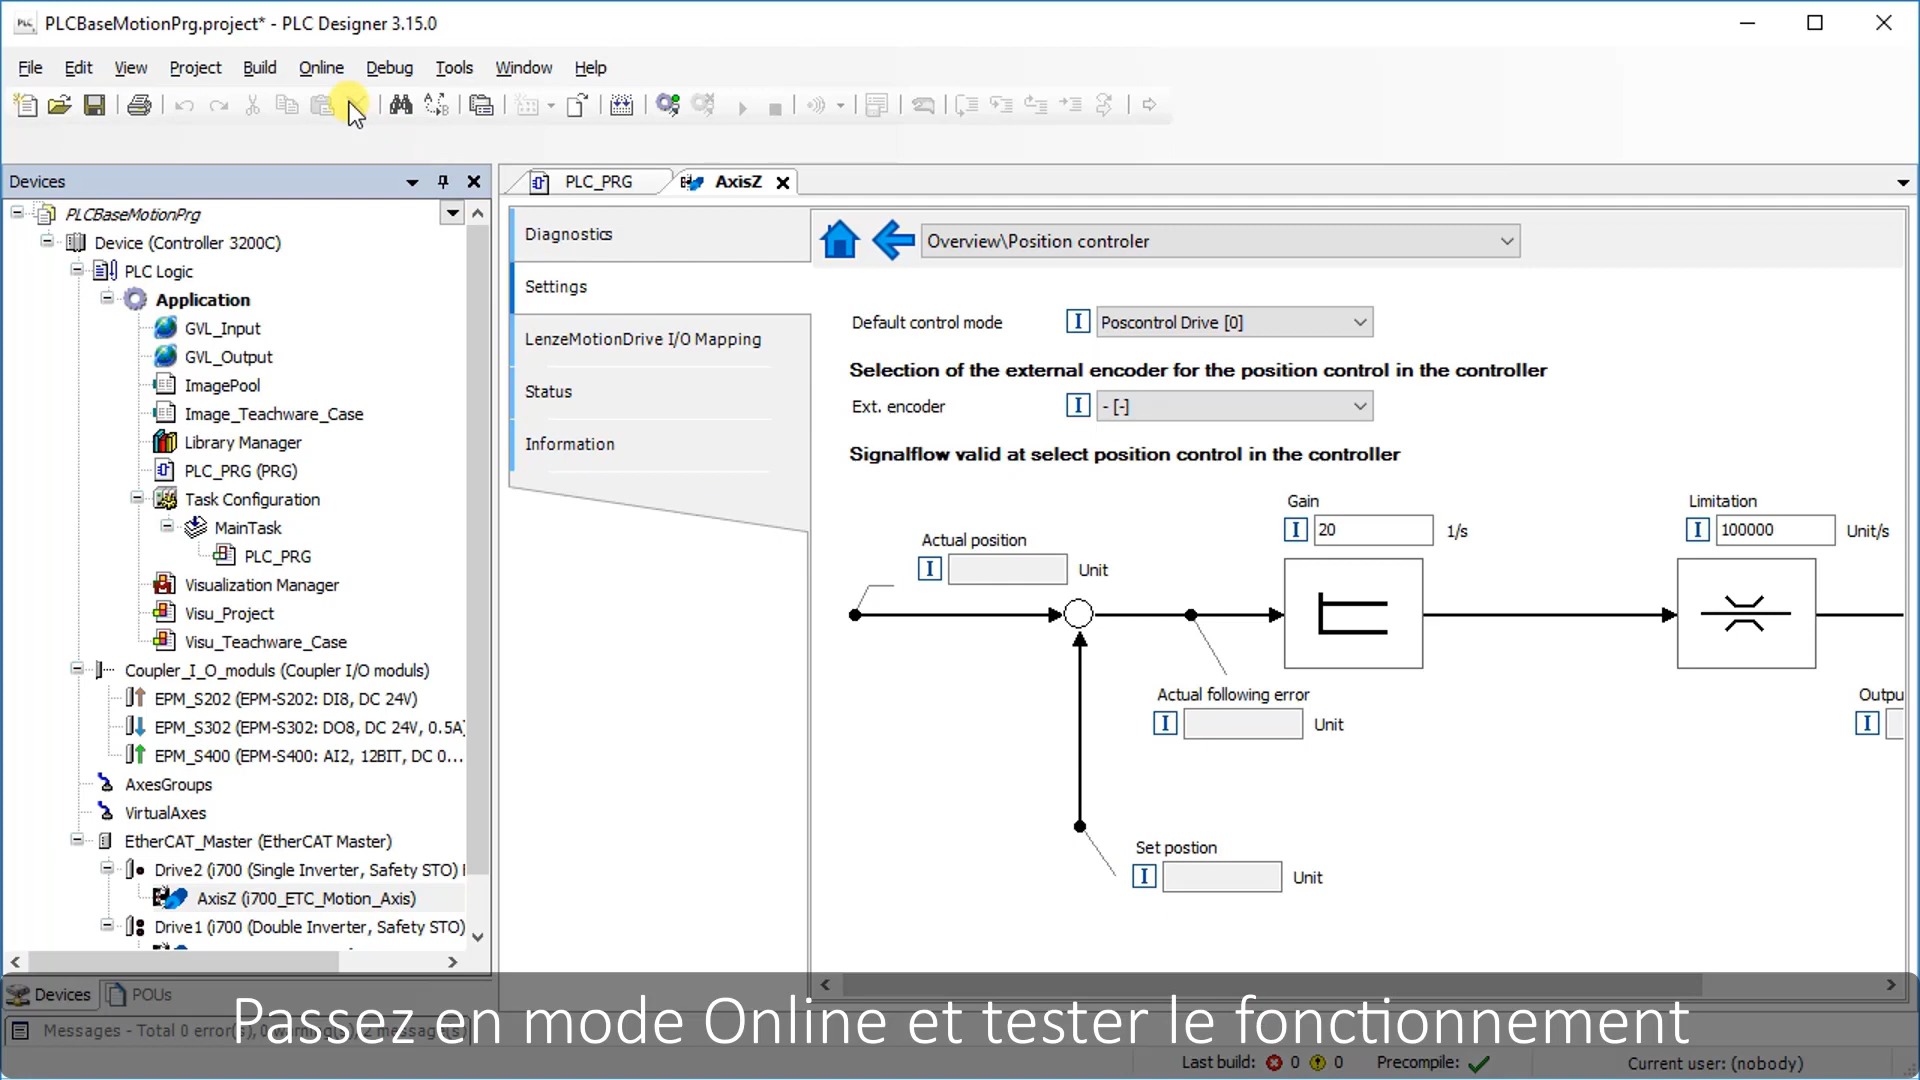 PLCBaseMotionPrg.project* - PLC Designer 3.15.0
File Edit View Project Build Online Debug Tools Window Help
Devices
PLCBaseMotionPrg
Device (Controller 3200C)
PLC Logic
Application
GVL_Input
GVL_Output
ImagePool
Image_Teachware_Case
Library Manager
PLC_PRG (PRG)
Task Configuration
MainTask
PLC_PRG
Visualization Manager
Visu_Project
Visu_Teachware_Case
Coupler_I_O_moduls (Coupler I/O moduls)
EPM_S202 (EPM-S202: DI8, DC 24V)
EPM_S302 (EPM-S302: DO8, DC 24V, 0.5A)
EPM_S400 (EPM-S400: AI2, 12BIT, DC 0...
AxesGroups
VirtualAxes
EtherCAT_Master (EtherCAT Master)
Drive2 (i700 (Single Inverter, Safety STO)
AxisZ (i700_ETC_Motion_Axis)
Drive1 (i700 (Double Inverter, Safety STO)
Devices POUs
PLC_PRG AxisZ
Diagnostics
Settings
LenzeMotionDrive I/O Mapping
Status
Information
Overview\Position controler
Default control mode I Poscontrol Drive [0]
Selection of the external encoder for the position control in the controller
Ext. encoder I - [-]
Signalflow valid at select position control in the controller
Gain
I 20 1/s
Limitation
I 100000 Unit/s
Actual position
I Unit
Actual following error
I Unit
Outpu
I
Set postion
I Unit
Messages - Total 0 error(s), 0 warning(s), 2 message(s)
Passez en mode Online et tester le fonctionnement
Last build: 0 0 Precompile: Current user: (nobody)